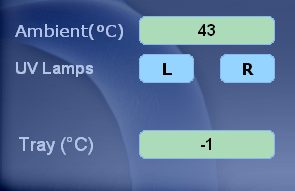 Ambient(ºC) 43
UV Lamps L R
Tray (°C) -1